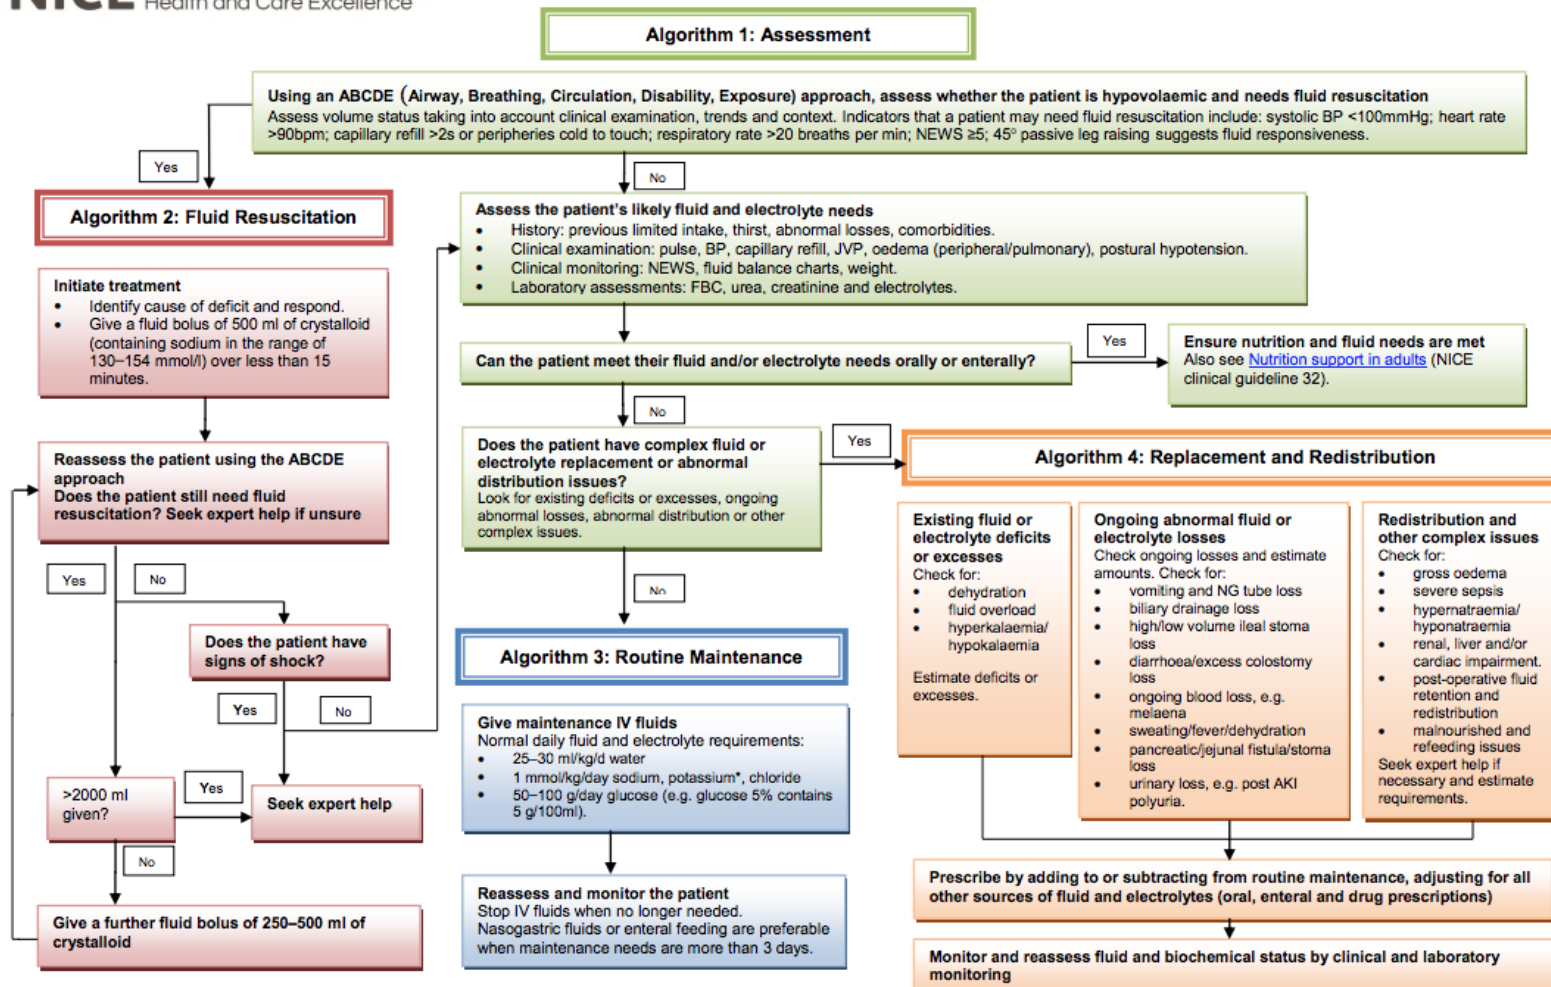 NICE Health and Care Excellence
Algorithm 1: Assessment
Using an ABCDE (Airway, Breathing, Circulation, Disability, Exposure) approach, assess whether the patient is hypovolaemic and needs fluid resuscitation
Assess volume status taking into account clinical examination, trends and context. Indicators that a patient may need fluid resuscitation include: systolic BP <100mmHg; heart rate
>90bpm; capillary refill >2s or peripheries cold to touch; respiratory rate >20 breaths per min; NEWS ≥5; 45° passive leg raising suggests fluid responsiveness.
Yes
No
Algorithm 2: Fluid Resuscitation
Initiate treatment
• Identify cause of deficit and respond.
• Give a fluid bolus of 500 ml of crystalloid
(containing sodium in the range of
130–154 mmol/l) over less than 15
minutes.
Reassess the patient using the ABCDE
approach
Does the patient still need fluid
resuscitation? Seek expert help if unsure
Yes
No
Does the patient have
signs of shock?
Yes
No
>2000 ml
given?
Yes
Seek expert help
No
Give a further fluid bolus of 250–500 ml of
crystalloid
Assess the patient's likely fluid and electrolyte needs
• History: previous limited intake, thirst, abnormal losses, comorbidities.
• Clinical examination: pulse, BP, capillary refill, JVP, oedema (peripheral/pulmonary), postural hypotension.
• Clinical monitoring: NEWS, fluid balance charts, weight.
• Laboratory assessments: FBC, urea, creatinine and electrolytes.
Can the patient meet their fluid and/or electrolyte needs orally or enterally?
Yes
Ensure nutrition and fluid needs are met
Also see Nutrition support in adults (NICE
clinical guideline 32).
No
Does the patient have complex fluid or
electrolyte replacement or abnormal
distribution issues?
Look for existing deficits or excesses, ongoing
abnormal losses, abnormal distribution or other
complex issues.
Yes
No
Algorithm 3: Routine Maintenance
Give maintenance IV fluids
Normal daily fluid and electrolyte requirements:
• 25–30 ml/kg/d water
• 1 mmol/kg/day sodium, potassium*, chloride
• 50–100 g/day glucose (e.g. glucose 5% contains
5 g/100ml).
Reassess and monitor the patient
Stop IV fluids when no longer needed.
Nasogastric fluids or enteral feeding are preferable
when maintenance needs are more than 3 days.
Algorithm 4: Replacement and Redistribution
Existing fluid or
electrolyte deficits
or excesses
Check for:
• dehydration
• fluid overload
• hyperkalaemia/
hypokalaemia
Estimate deficits or
excesses.
Ongoing abnormal fluid or
electrolyte losses
Check ongoing losses and estimate
amounts. Check for:
• vomiting and NG tube loss
• biliary drainage loss
• high/low volume ileal stoma
loss
• diarrhoea/excess colostomy
loss
• ongoing blood loss, e.g.
melaena
• sweating/fever/dehydration
• pancreatic/jejunal fistula/stoma
loss
• urinary loss, e.g. post AKI
polyuria.
Redistribution and
other complex issues
Check for:
• gross oedema
• severe sepsis
• hypernatraemia/
hyponatraemia
• renal, liver and/or
cardiac impairment.
• post-operative fluid
retention and
redistribution
• malnourished and
refeeding issues
Seek expert help if
necessary and estimate
requirements.
Prescribe by adding to or subtracting from routine maintenance, adjusting for all
other sources of fluid and electrolytes (oral, enteral and drug prescriptions)
Monitor and reassess fluid and biochemical status by clinical and laboratory
monitoring